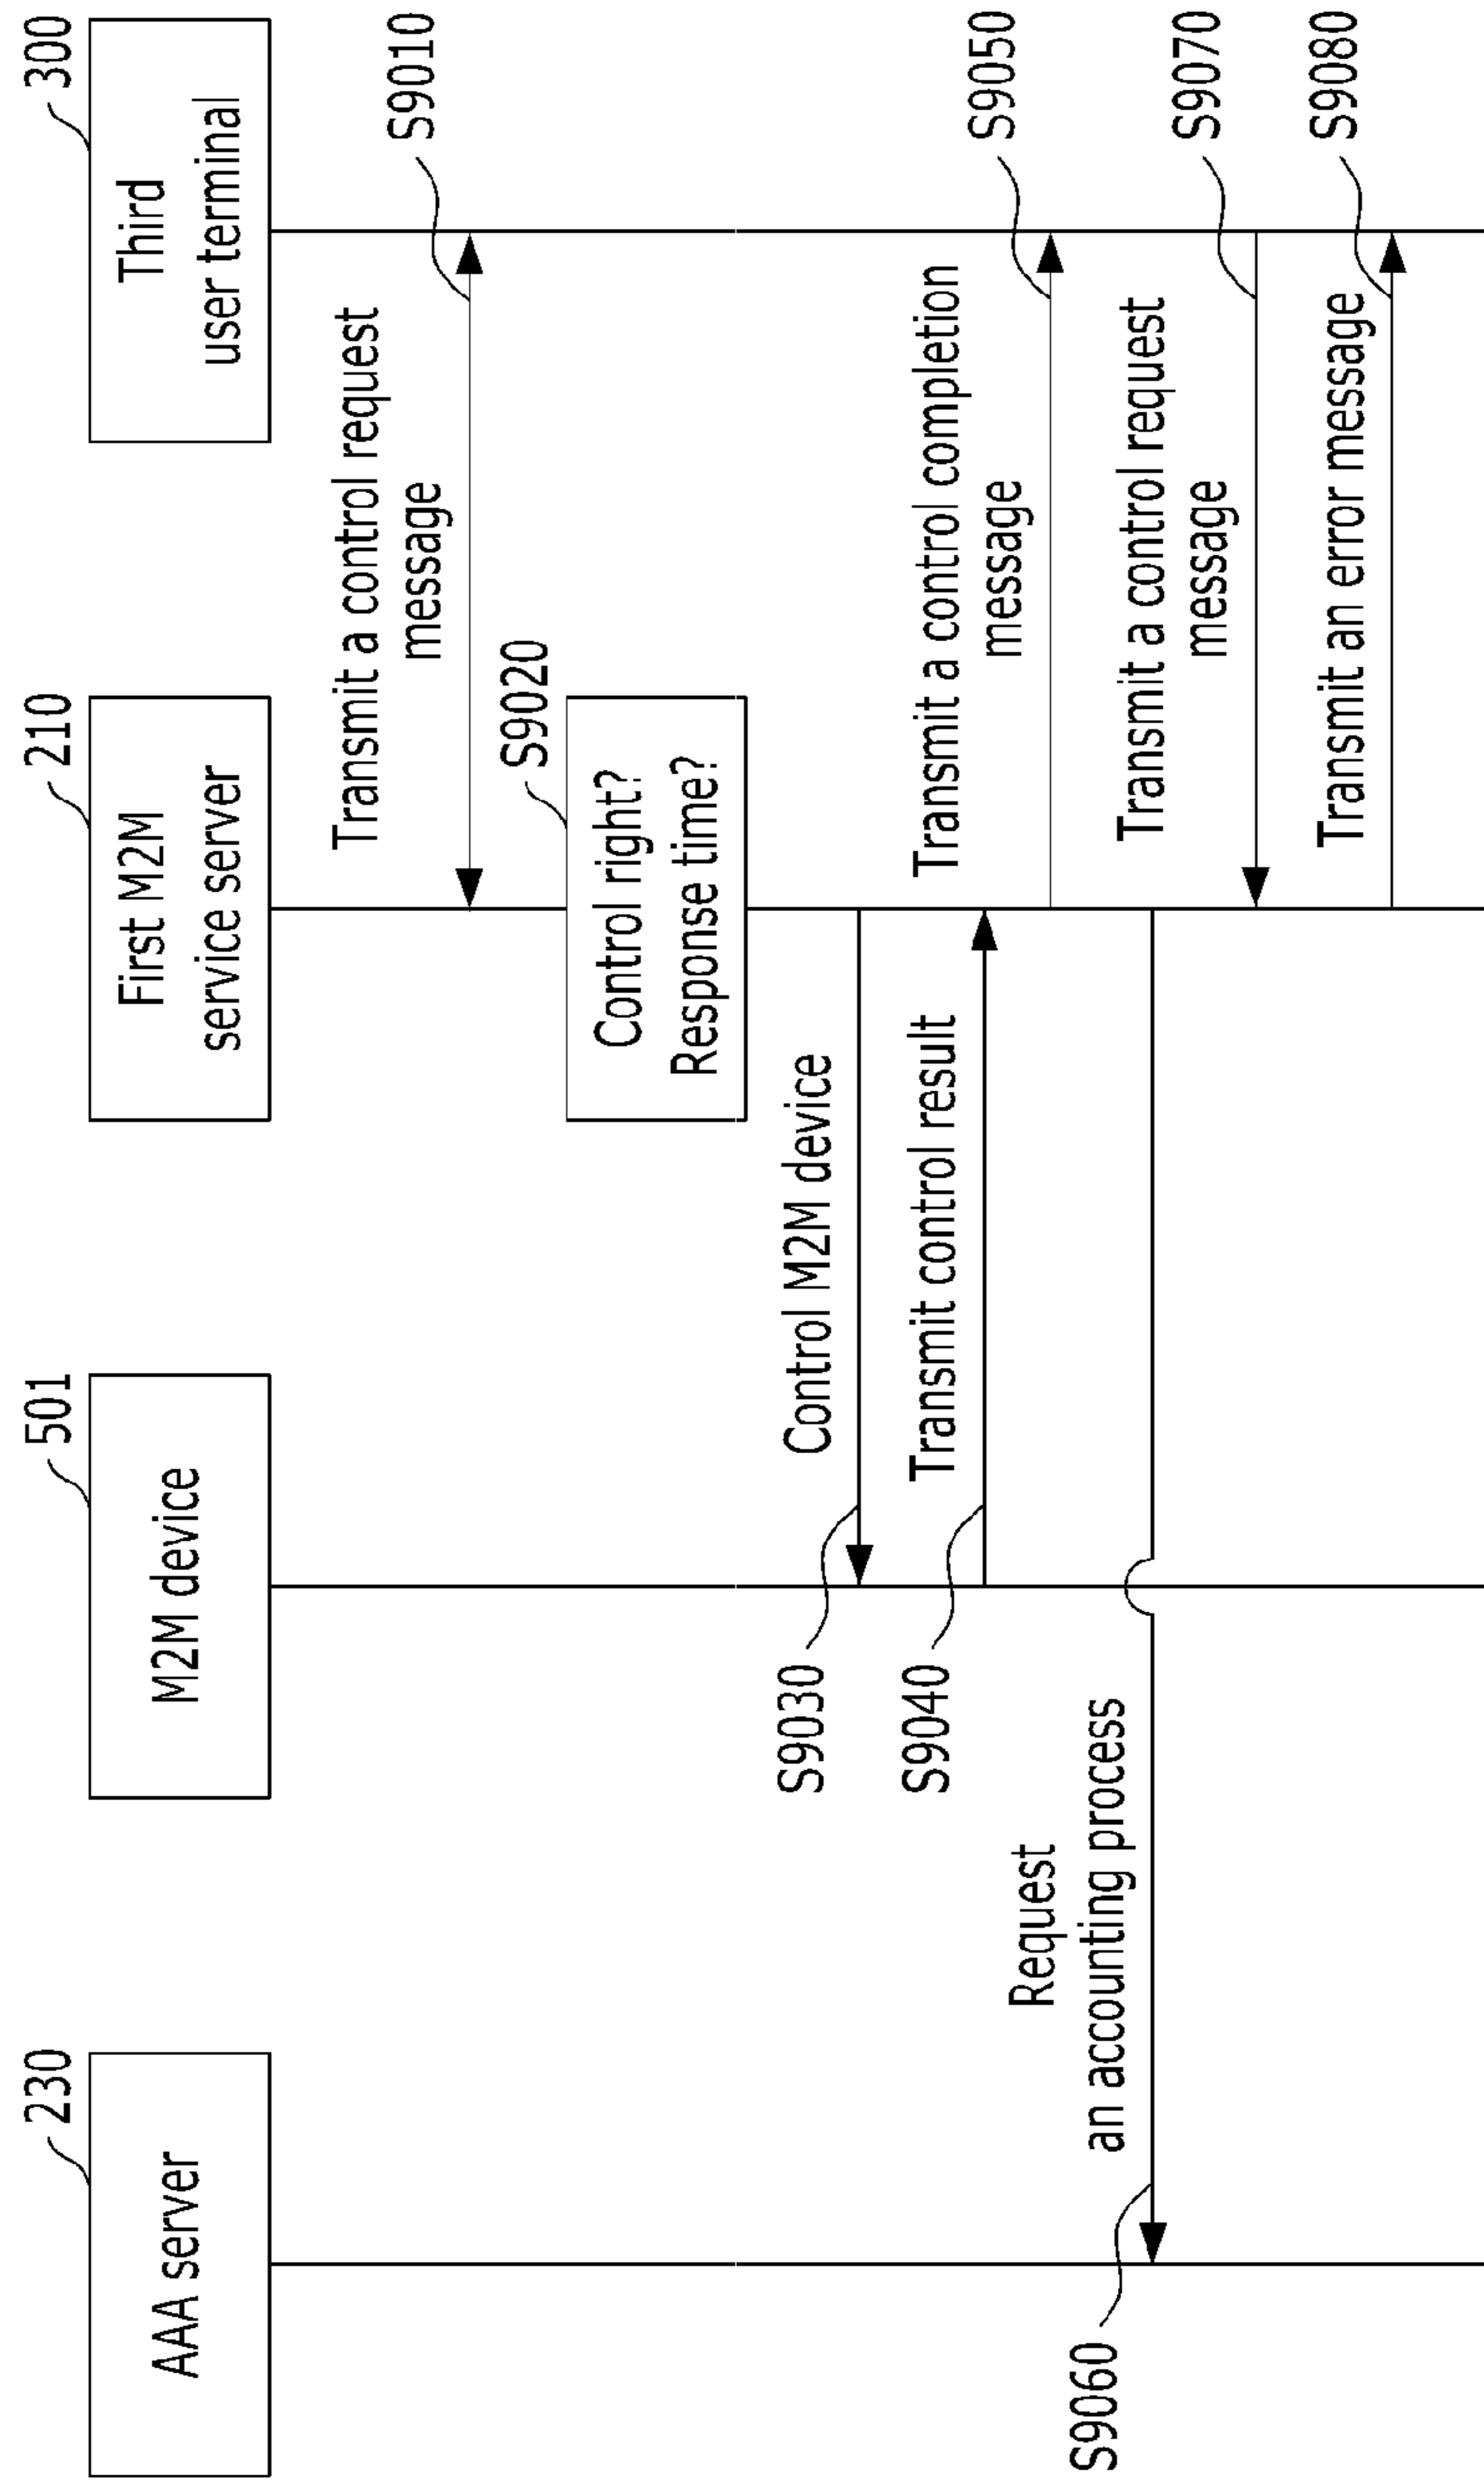 230
AAA server
501
M2M device
210
First M2M
service server
300
Third
user terminal
Transmit a control request
message
S9010
S9020
Control right?
Response time?
Control M2M device
S9030
Transmit control result
S9040
Transmit a control completion
message
S9050
Request
an accounting process
S9060
Transmit a control request
message
S9070
Transmit an error message
S9080